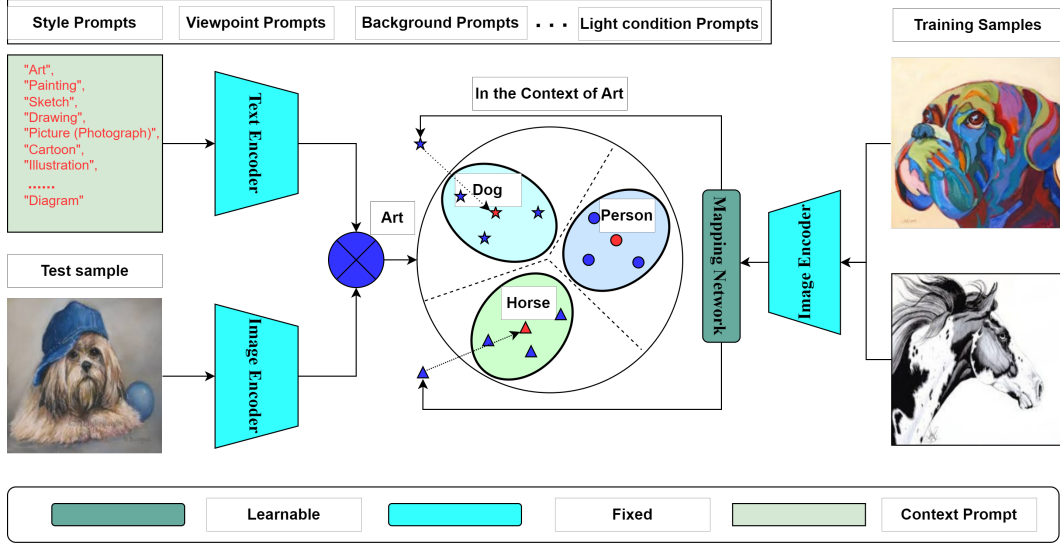 Style Prompts
Viewpoint Prompts
Background Prompts
. . .
Light condition Prompts
Training Samples
"Art",
"Painting",
"Sketch",
"Drawing",
"Picture (Photograph)",
"Cartoon",
"Illustration",
......
"Diagram"
Text Encoder
In the Context of Art
Art
Dog
Person
Horse
Mapping Network
Image Encoder
Test sample
Image Encoder
Learnable
Fixed
Context Prompt